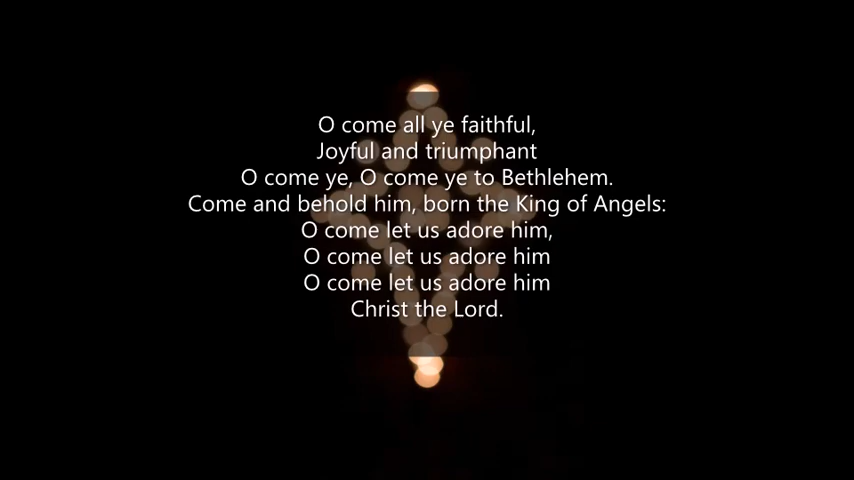 O come all ye faithful,
Joyful and triumphant
O come ye, O come ye to Bethlehem.
Come and behold him, born the King of Angels:
O come let us adore him,
O come let us adore him
O come let us adore him
Christ the Lord.